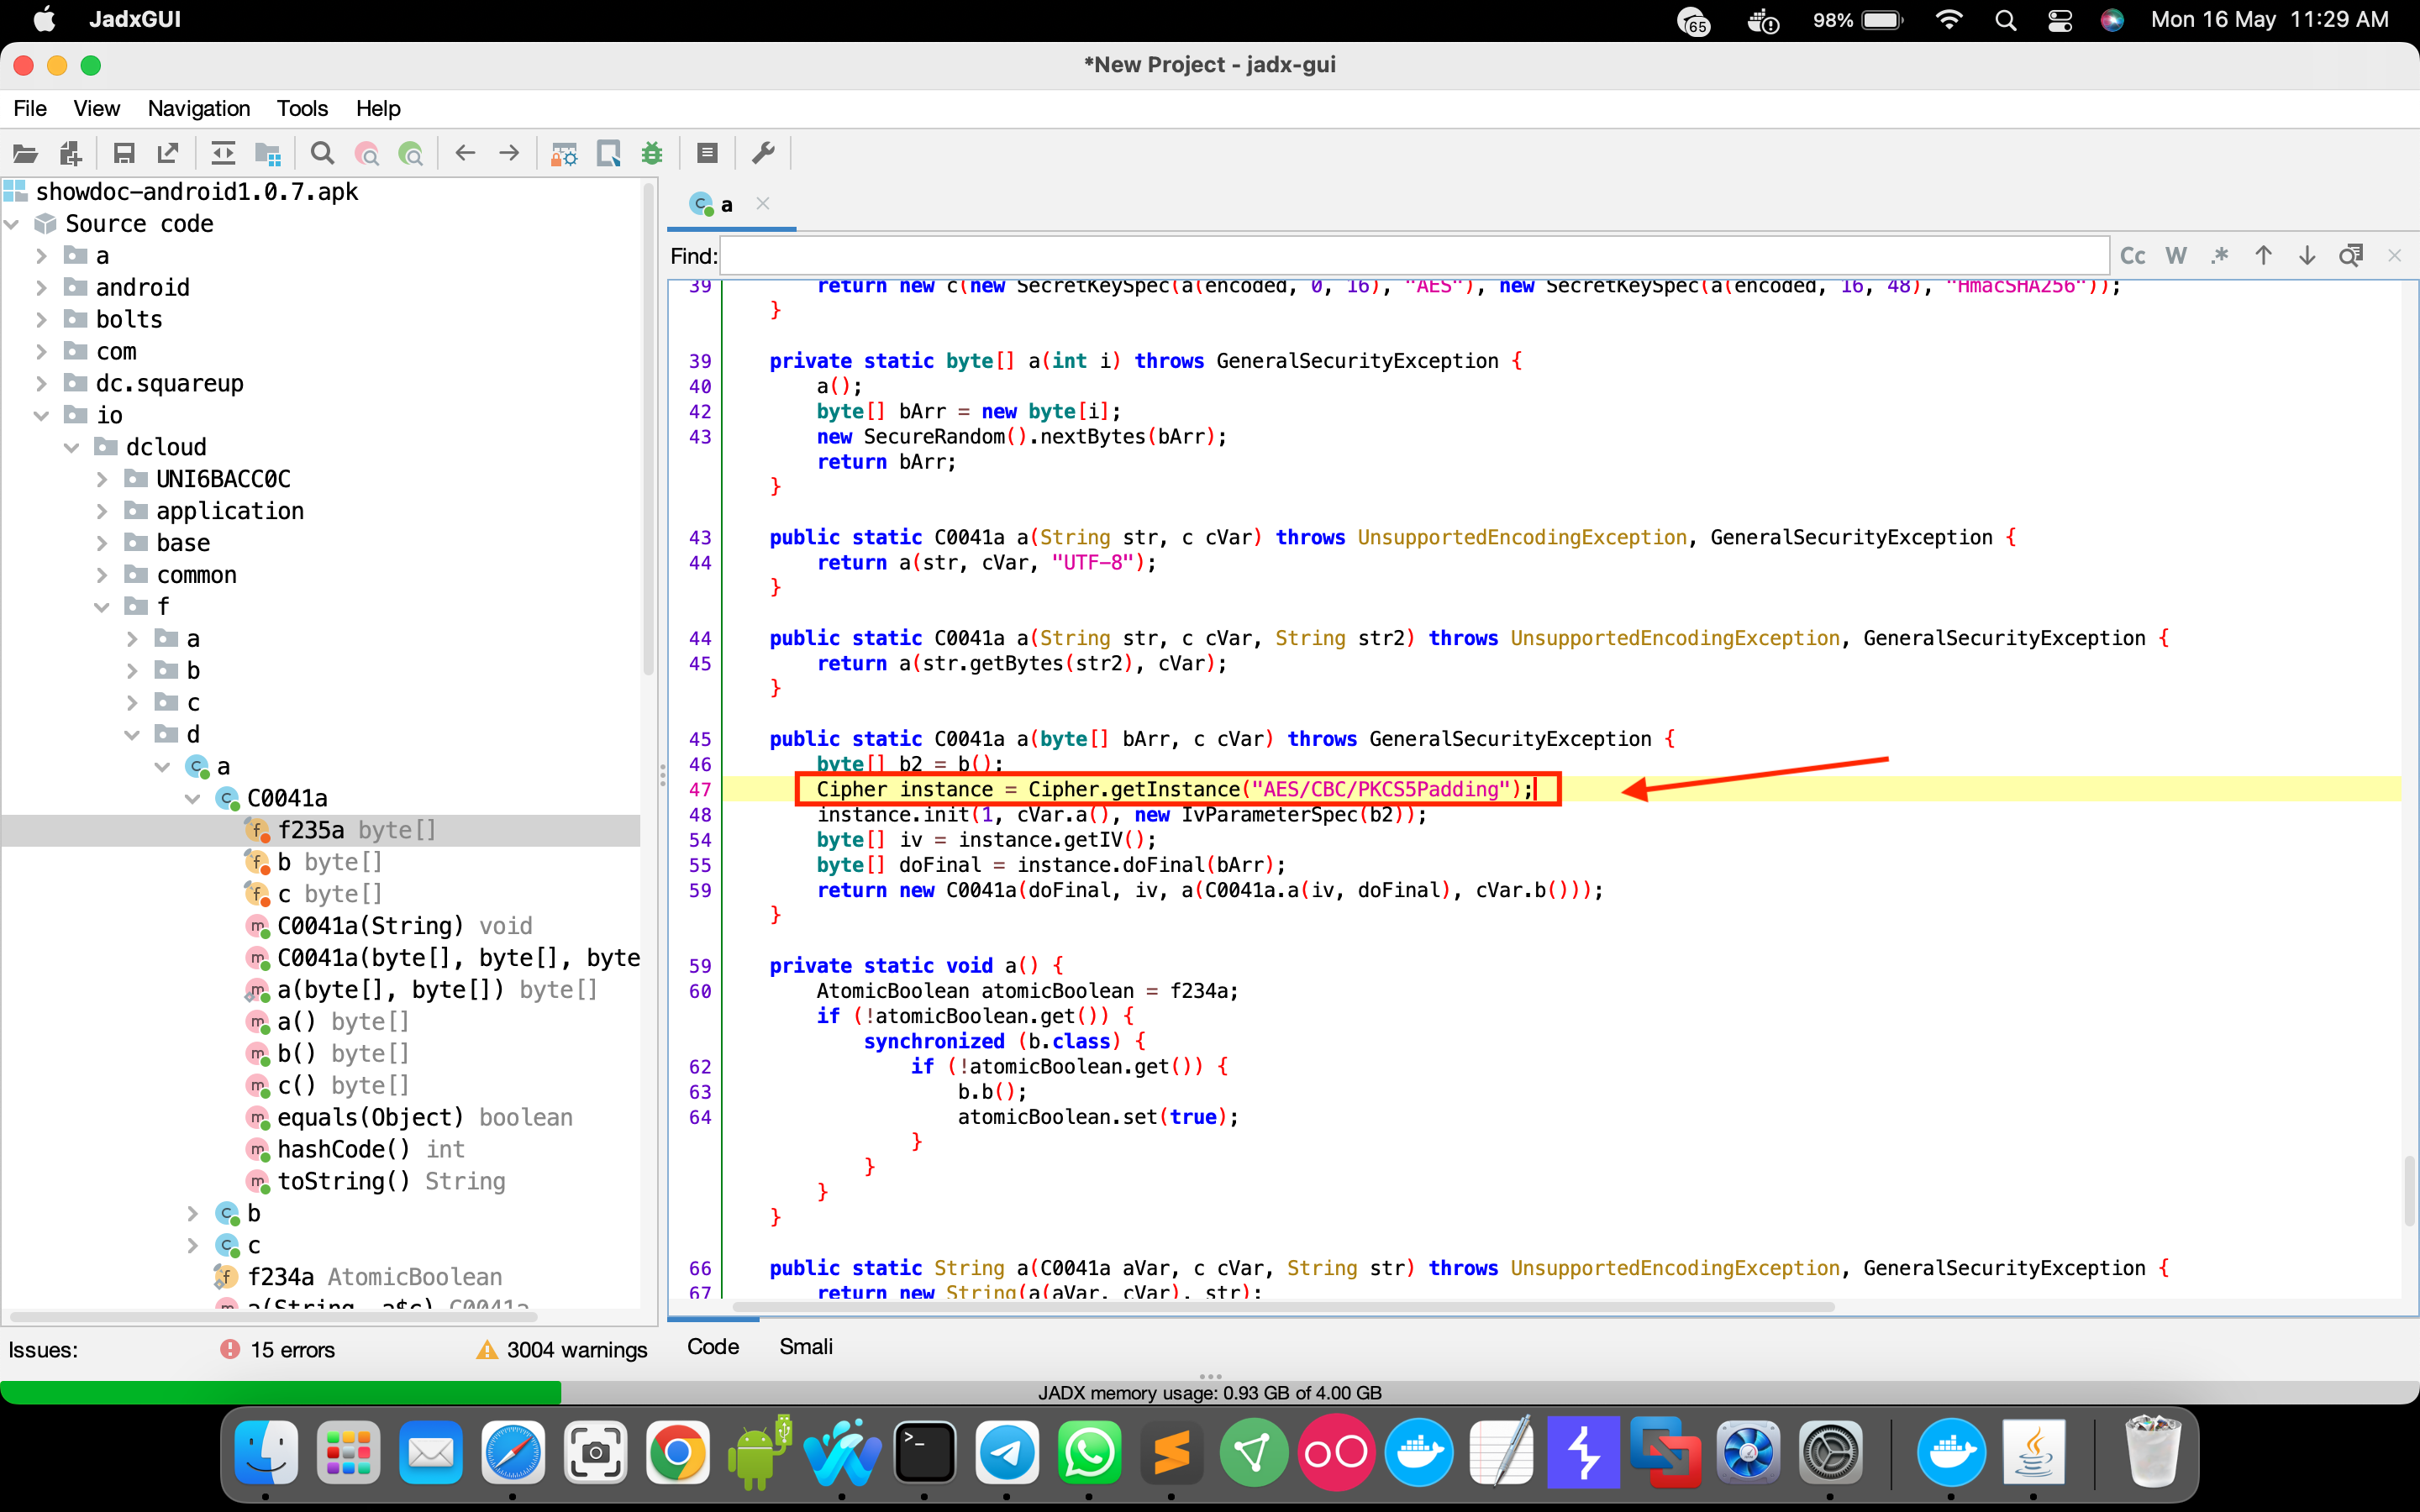 JadxGUI
65
98%
Mon 16 May 11:29 AM
*New Project - jadx-gui
File View Navigation Tools Help
showdoc-android1.0.7.apk
Source code
a
android
bolts
com
dc.squareup
io
dcloud
UNI6BACC0C
application
base
common
f
a
b
c
d
a
C0041a
f235a byte[]
b byte[]
c byte[]
C0041a(String) void
C0041a(byte[], byte[], byte
a(byte[], byte[]) byte[]
a() byte[]
b() byte[]
c() byte[]
equals(Object) boolean
hashCode() int
toString() String
b
c
f234a AtomicBoolean
a(String, a$c) C0041a
Issues: 15 errors 3004 warnings
a
Find: Cc W .*
39 return new c(new SecretKeySpec(a(encoded, 0, 16), "AES"), new SecretKeySpec(a(encoded, 16, 48), "HmacSHA256"));
}
39 private static byte[] a(int i) throws GeneralSecurityException {
40 a();
42 byte[] bArr = new byte[i];
43 new SecureRandom().nextBytes(bArr);
return bArr;
}
43 public static C0041a a(String str, c cVar) throws UnsupportedEncodingException, GeneralSecurityException {
44 return a(str, cVar, "UTF-8");
}
44 public static C0041a a(String str, c cVar, String str2) throws UnsupportedEncodingException, GeneralSecurityException {
45 return a(str.getBytes(str2), cVar);
}
45 public static C0041a a(byte[] bArr, c cVar) throws GeneralSecurityException {
46 byte[] b2 = b();
47 Cipher instance = Cipher.getInstance("AES/CBC/PKCS5Padding");
48 instance.init(1, cVar.a(), new IvParameterSpec(b2));
54 byte[] iv = instance.getIV();
55 byte[] doFinal = instance.doFinal(bArr);
59 return new C0041a(doFinal, iv, a(C0041a.a(iv, doFinal), cVar.b()));
}
59 private static void a() {
60 AtomicBoolean atomicBoolean = f234a;
if (!atomicBoolean.get()) {
synchronized (b.class) {
62 if (!atomicBoolean.get()) {
63 b.b();
64 atomicBoolean.set(true);
}
}
}
}
66 public static String a(C0041a aVar, c cVar, String str) throws UnsupportedEncodingException, GeneralSecurityException {
67 return new String(a(aVar, cVar), str);
Code Smali
JADX memory usage: 0.93 GB of 4.00 GB